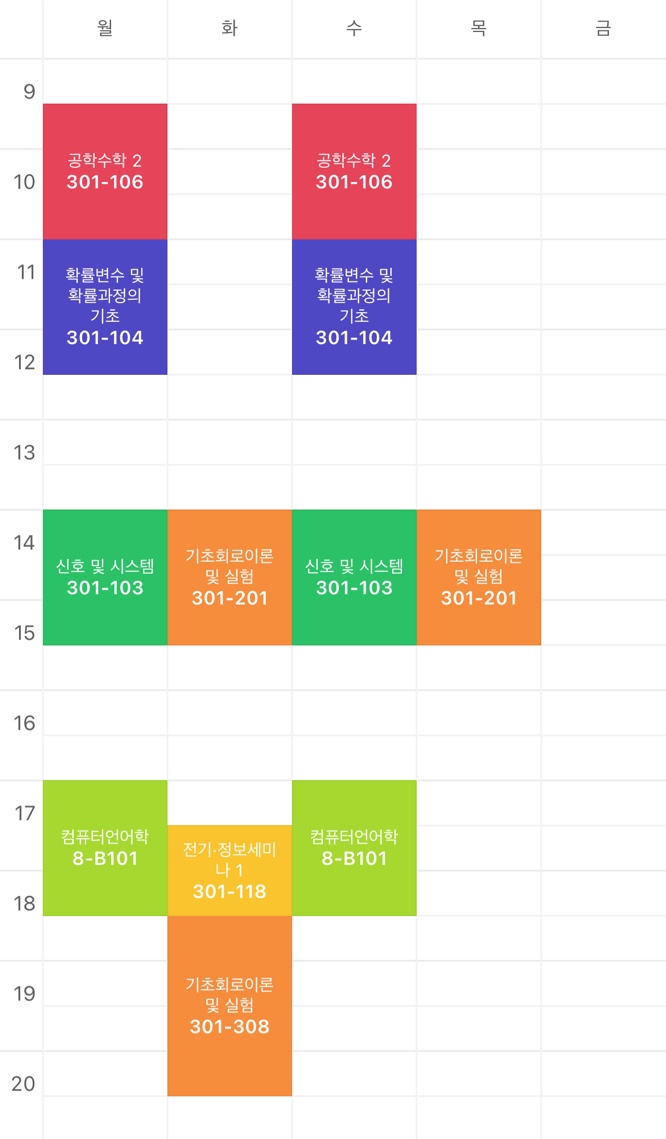 월 화 수 목 금
9
공학수학 2
301-106
공학수학 2
301-106
10
11
확률변수 및
확률과정의
기초
301-104
확률변수 및
확률과정의
기초
301-104
12
13
14
신호 및 시스템
301-103
기초회로이론
및 실험
301-201
신호 및 시스템
301-103
기초회로이론
및 실험
301-201
15
16
17
컴퓨터언어학
8-B101
전기·정보세미
나 1
301-118
컴퓨터언어학
8-B101
18
19
기초회로이론
및 실험
301-308
20